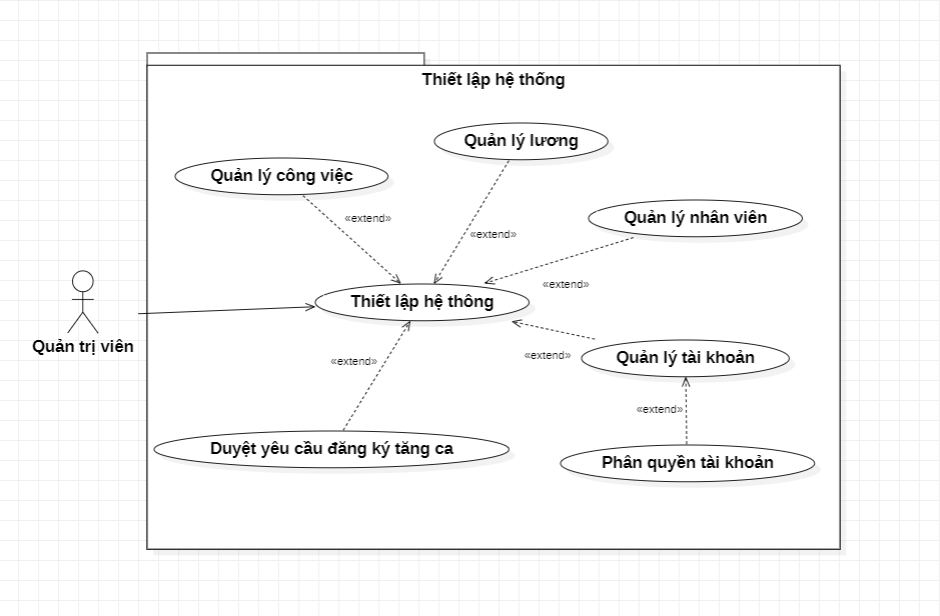 Thiết lập hệ thống
Quản lý lương
Quản lý công việc
«extend»
Quản lý nhân viên
«extend»
«extend»
Thiết lập hệ thông
Quản trị viên
«extend»
«extend»
Quản lý tài khoản
«extend»
Duyệt yêu cầu đăng ký tăng ca
Phân quyền tài khoản